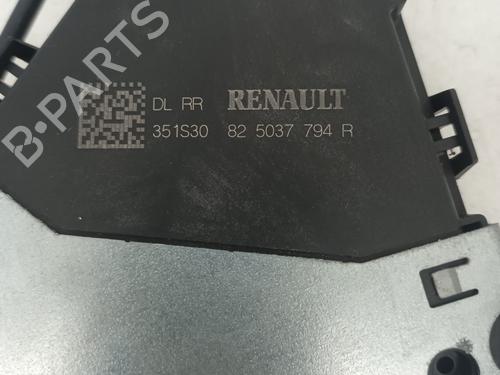 DL RR RENAULT
351S30 82 5037 794 R
B-PARTS